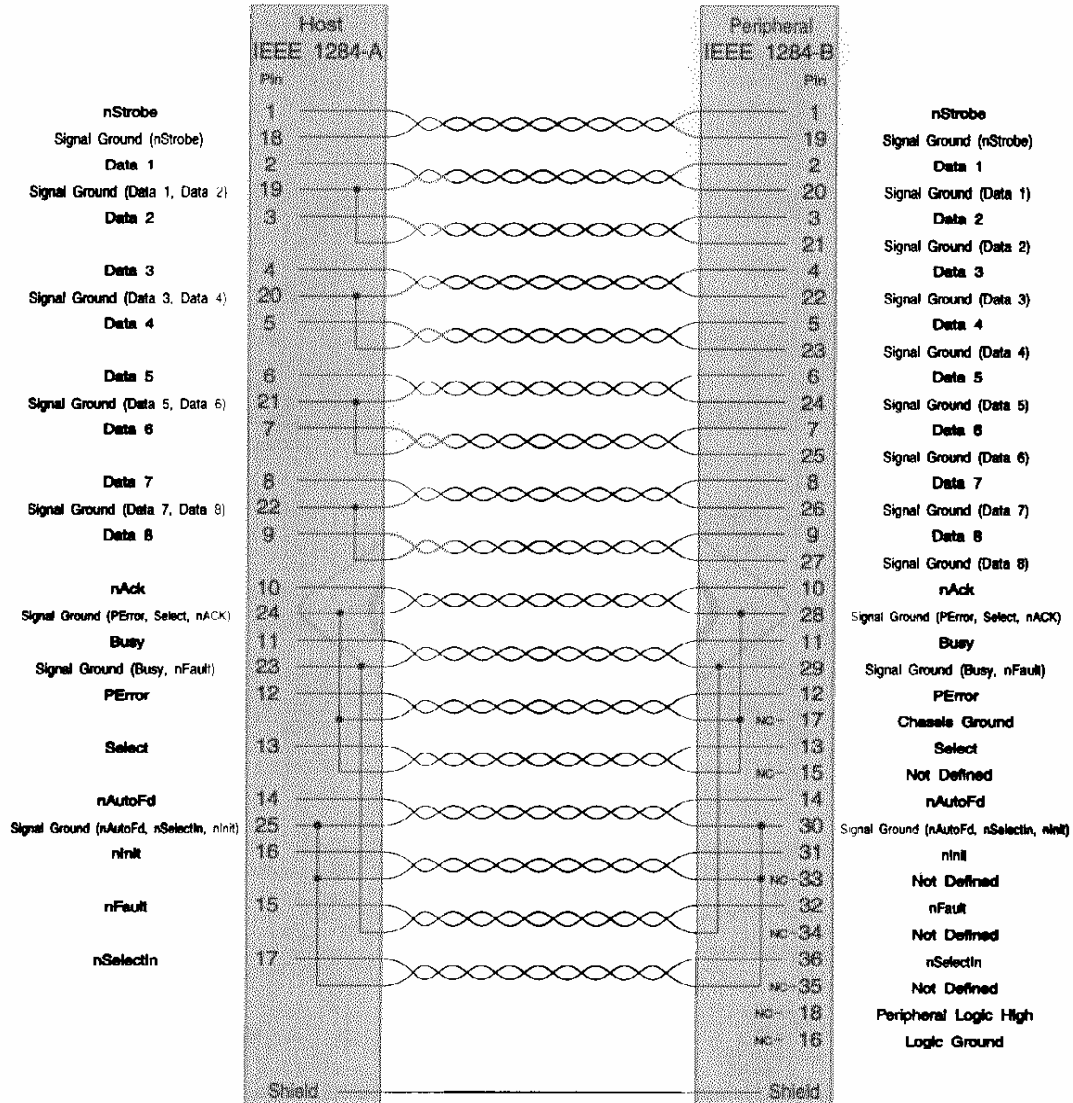 Host Peripheral
IEEE 1284-A IEEE 1284-B
Pin Pin
nStrobe 1 1 nStrobe
Signal Ground (nStrobe) 18 19 Signal Ground (nStrobe)
Data 1 2 2 Data 1
Signal Ground (Data 1, Data 2) 19 20 Signal Ground (Data 1)
Data 2 3 3 Data 2
21 Signal Ground (Data 2)
Data 3 4 4 Data 3
Signal Ground (Data 3, Data 4) 20 22 Signal Ground (Data 3)
Data 4 5 5 Data 4
23 Signal Ground (Data 4)
Data 5 6 6 Data 5
Signal Ground (Data 5, Data 6) 21 24 Signal Ground (Data 5)
Data 6 7 7 Data 6
25 Signal Ground (Data 6)
Data 7 8 8 Data 7
Signal Ground (Data 7, Data 8) 22 26 Signal Ground (Data 7)
Data 8 9 9 Data 8
27 Signal Ground (Data 8)
nAck 10 10 nAck
Signal Ground (PError, Select, nACK) 24 28 Signal Ground (PError, Select, nACK)
Busy 11 11 Busy
Signal Ground (Busy, nFault) 23 29 Signal Ground (Busy, nFault)
PError 12 12 PError
NC 17 Chassis Ground
Select 13 13 Select
NC 15 Not Defined
nAutoFd 14 14 nAutoFd
Signal Ground (nAutoFd, nSelectIn, nInit) 25 30 Signal Ground (nAutoFd, nSelectIn, nInit)
nInit 16 31 nInit
NC 33 Not Defined
nFault 15 32 nFault
NC 34 Not Defined
nSelectIn 17 36 nSelectIn
NC 35 Not Defined
NC 18 Peripheral Logic High
NC 16 Logic Ground
Shield Shield